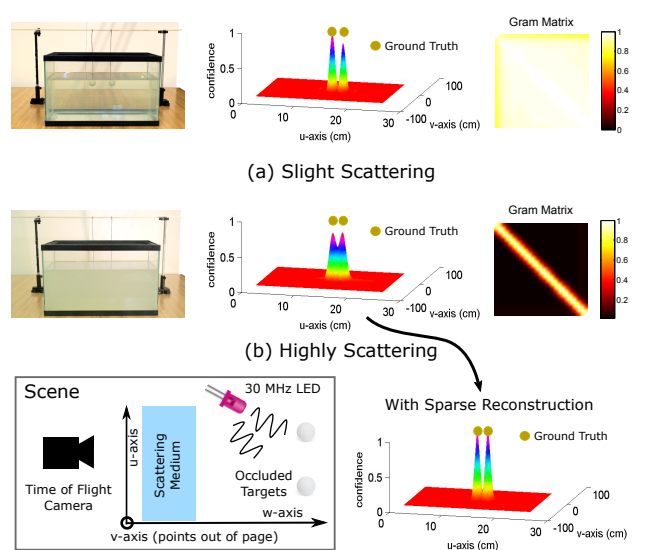 Ground Truth
Gram Matrix
1
0.5
0
confidence
10
20
30
u-axis (cm)
100
0
-100
v-axis (cm)
1
0.8
0.6
0.4
0.2
0
(a) Slight Scattering
Ground Truth
Gram Matrix
1
0.5
0
confidence
0
10
20
30
u-axis (cm)
100
0
-100
v-axis (cm)
1
0.8
0.6
0.4
0.2
(b) Highly Scattering
Scene
30 MHz LED
u-axis
Scattering
Medium
Time of Flight
Camera
Occluded
Targets
w-axis
v-axis (points out of page)
With Sparse Reconstruction
Ground Truth
1
0.5
0
confidence
0
10
20
30
u-axis (cm)
100
0
-100
v-axis (cm)